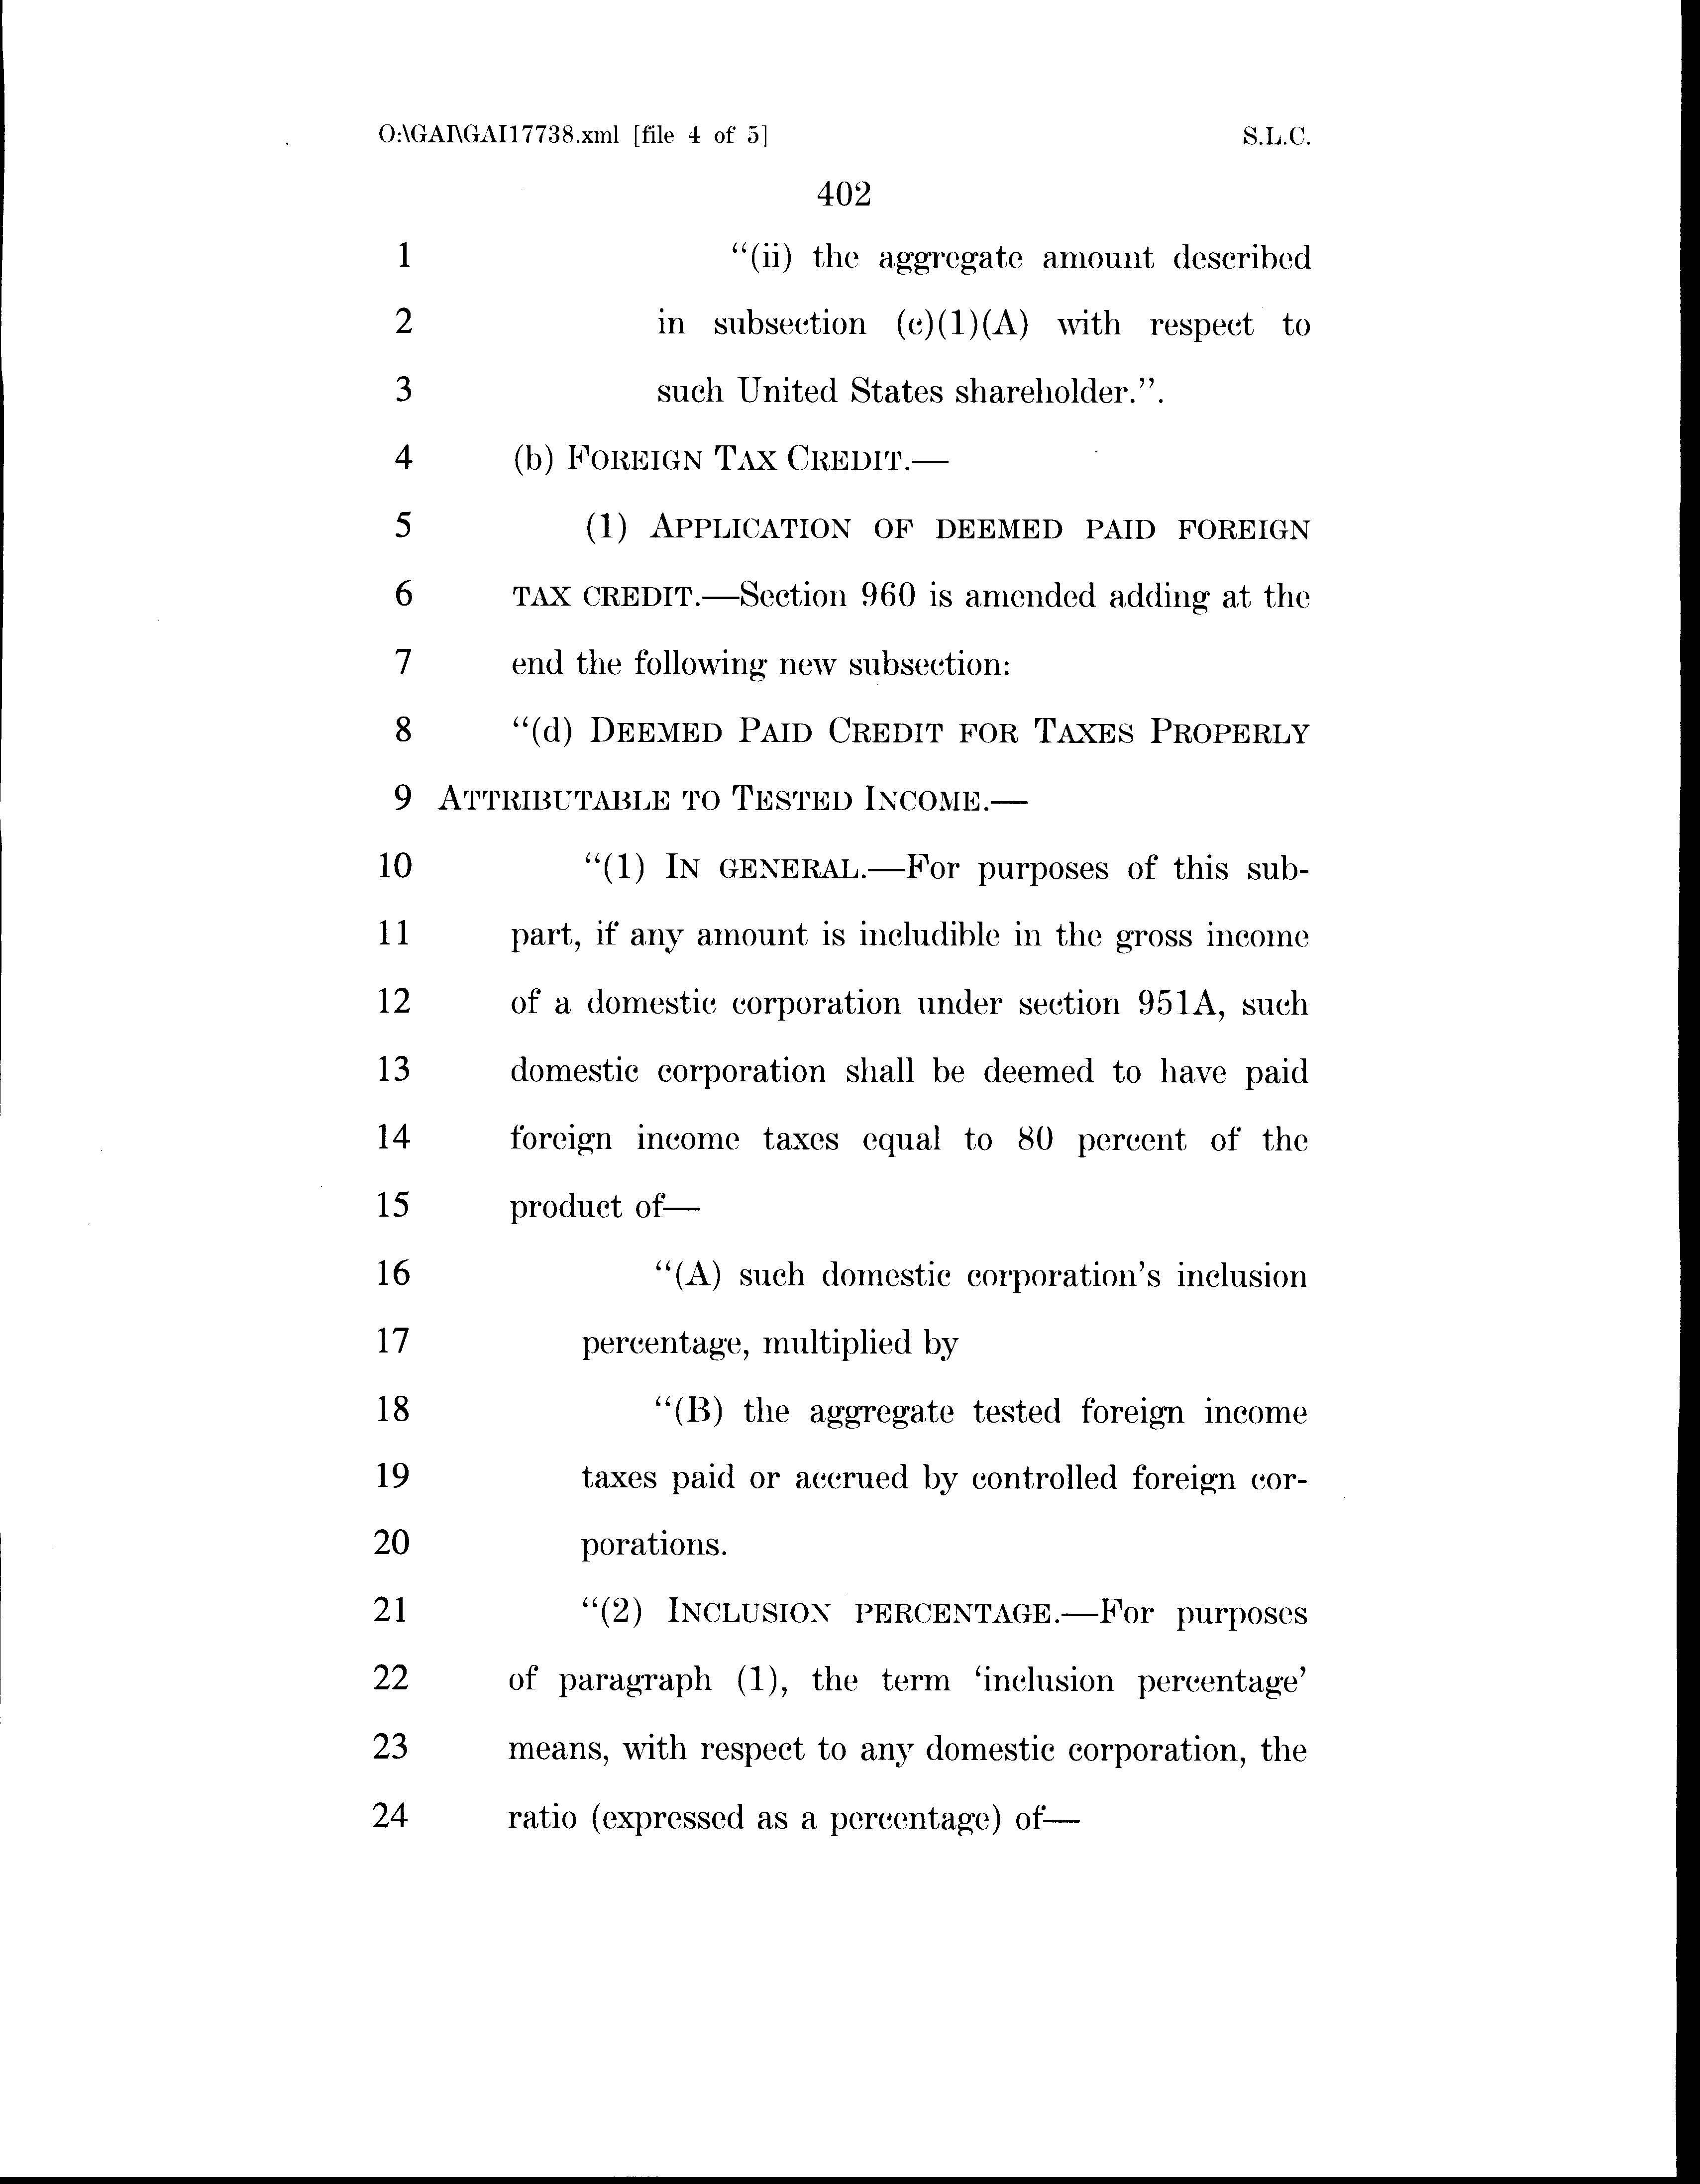 O:\GAI\GAI17738.xml [file 4 of 5] S.L.C.
402
1 “(ii) the aggregate amount described
2 in subsection (c)(1)(A) with respect to
3 such United States shareholder.”.
4 (b) FOREIGN TAX CREDIT.—
5 (1) APPLICATION OF DEEMED PAID FOREIGN
6 TAX CREDIT.—Section 960 is amended adding at the
7 end the following new subsection:
8 “(d) DEEMED PAID CREDIT FOR TAXES PROPERLY
9 ATTRIBUTABLE TO TESTED INCOME.—
10 “(1) IN GENERAL.—For purposes of this sub-
11 part, if any amount is includible in the gross income
12 of a domestic corporation under section 951A, such
13 domestic corporation shall be deemed to have paid
14 foreign income taxes equal to 80 percent of the
15 product of—
16 “(A) such domestic corporation’s inclusion
17 percentage, multiplied by
18 “(B) the aggregate tested foreign income
19 taxes paid or accrued by controlled foreign cor-
20 porations.
21 “(2) INCLUSION PERCENTAGE.—For purposes
22 of paragraph (1), the term ‘inclusion percentage’
23 means, with respect to any domestic corporation, the
24 ratio (expressed as a percentage) of—